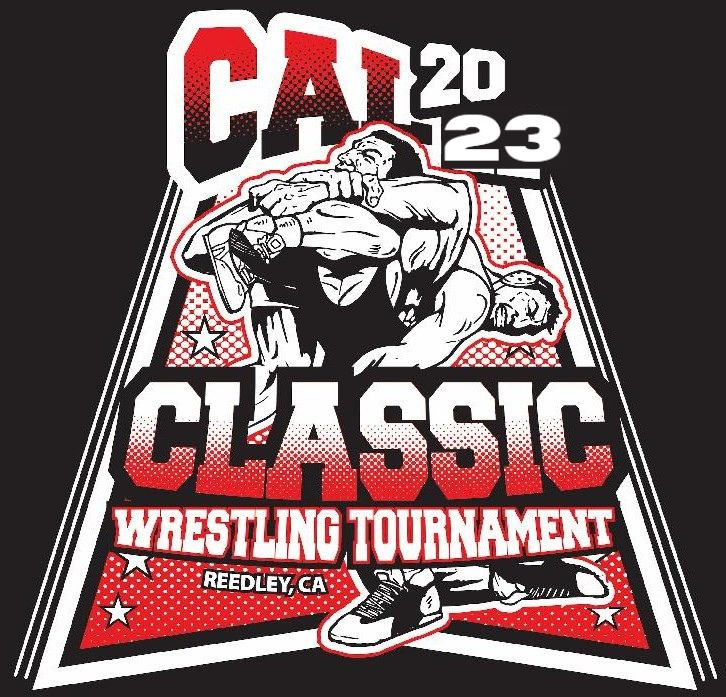 CAL 20
23
CLASSIC
WRESTLING TOURNAMENT
REEDLEY, CA